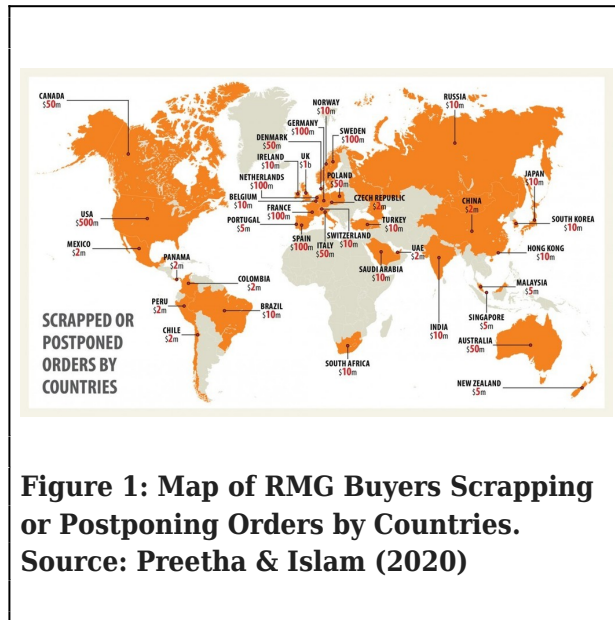 CANADA
$50m
NORWAY
$10m
RUSSIA
$10m
GERMANY
$100m
SWEDEN
$100m
DENMARK
$50m
IRELAND
$10m
UK
$1b
POLAND
$50m
NETHERLANDS
$100m
JAPAN
$10m
BELGIUM
$10m
CZECH REPUBLIC
$2m
CHINA
$2m
USA
$500m
FRANCE
$100m
PORTUGAL
$5m
TURKEY
$10m
SOUTH KOREA
$10m
SWITZERLAND
$10m
SPAIN
$100m
ITALY
$50m
UAE
$2m
HONG KONG
$10m
MEXICO
$2m
PANAMA
$2m
SAUDI ARABIA
$10m
COLOMBIA
$2m
MALAYSIA
$5m
PERU
$2m
BRAZIL
$10m
SINGAPORE
$5m
INDIA
$10m
CHILE
$2m
AUSTRALIA
$50m
SOUTH AFRICA
$10m
NEW ZEALAND
$5m
SCRAPPED OR
POSTPONED
ORDERS BY
COUNTRIES
Figure 1: Map of RMG Buyers Scrapping
or Postponing Orders by Countries.
Source: Preetha & Islam (2020)